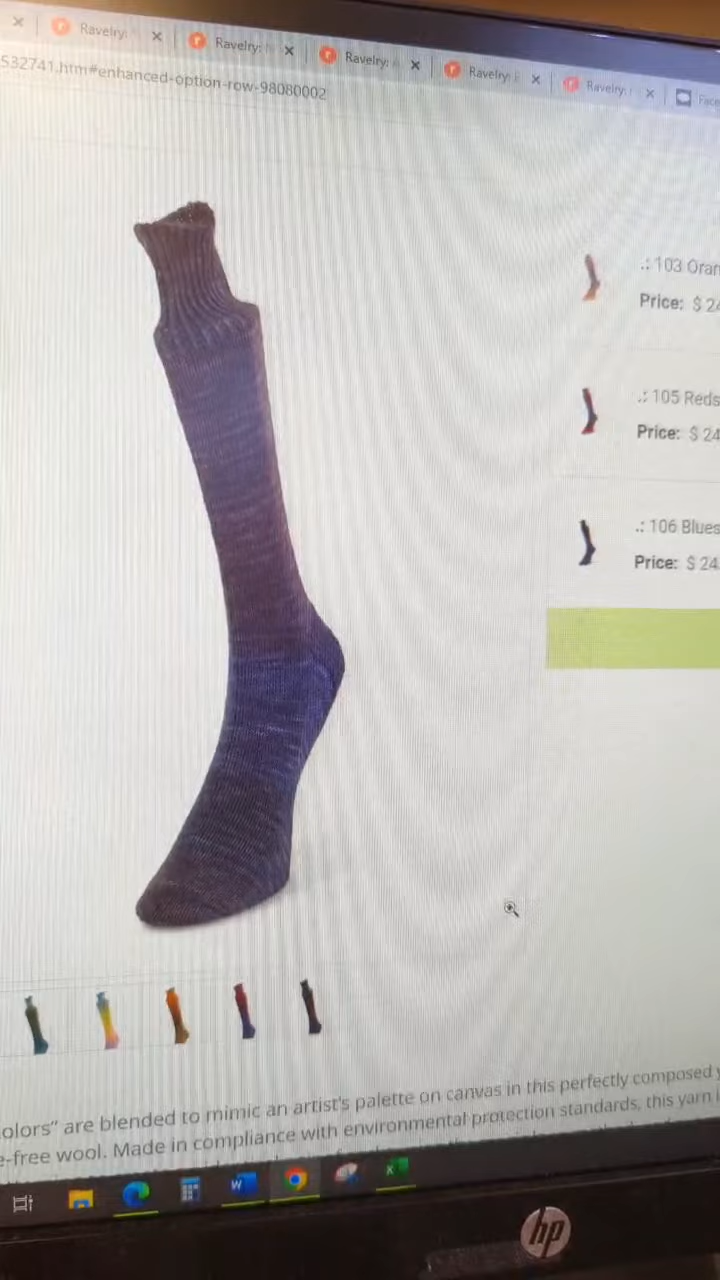 Ravelry:
Ravelry:
Ravelry:
Ravelry:
Ravelry:
532741.htm#enhanced-option-row-98080002
.: 103 Oran
Price: $ 24
.: 105 Reds
Price: $ 24
.: 106 Blues
Price: $ 24
olors" are blended to mimic an artist's palette on canvas in this perfectly composed y
e-free wool. Made in compliance with environmental protection standards, this yarn i
hp